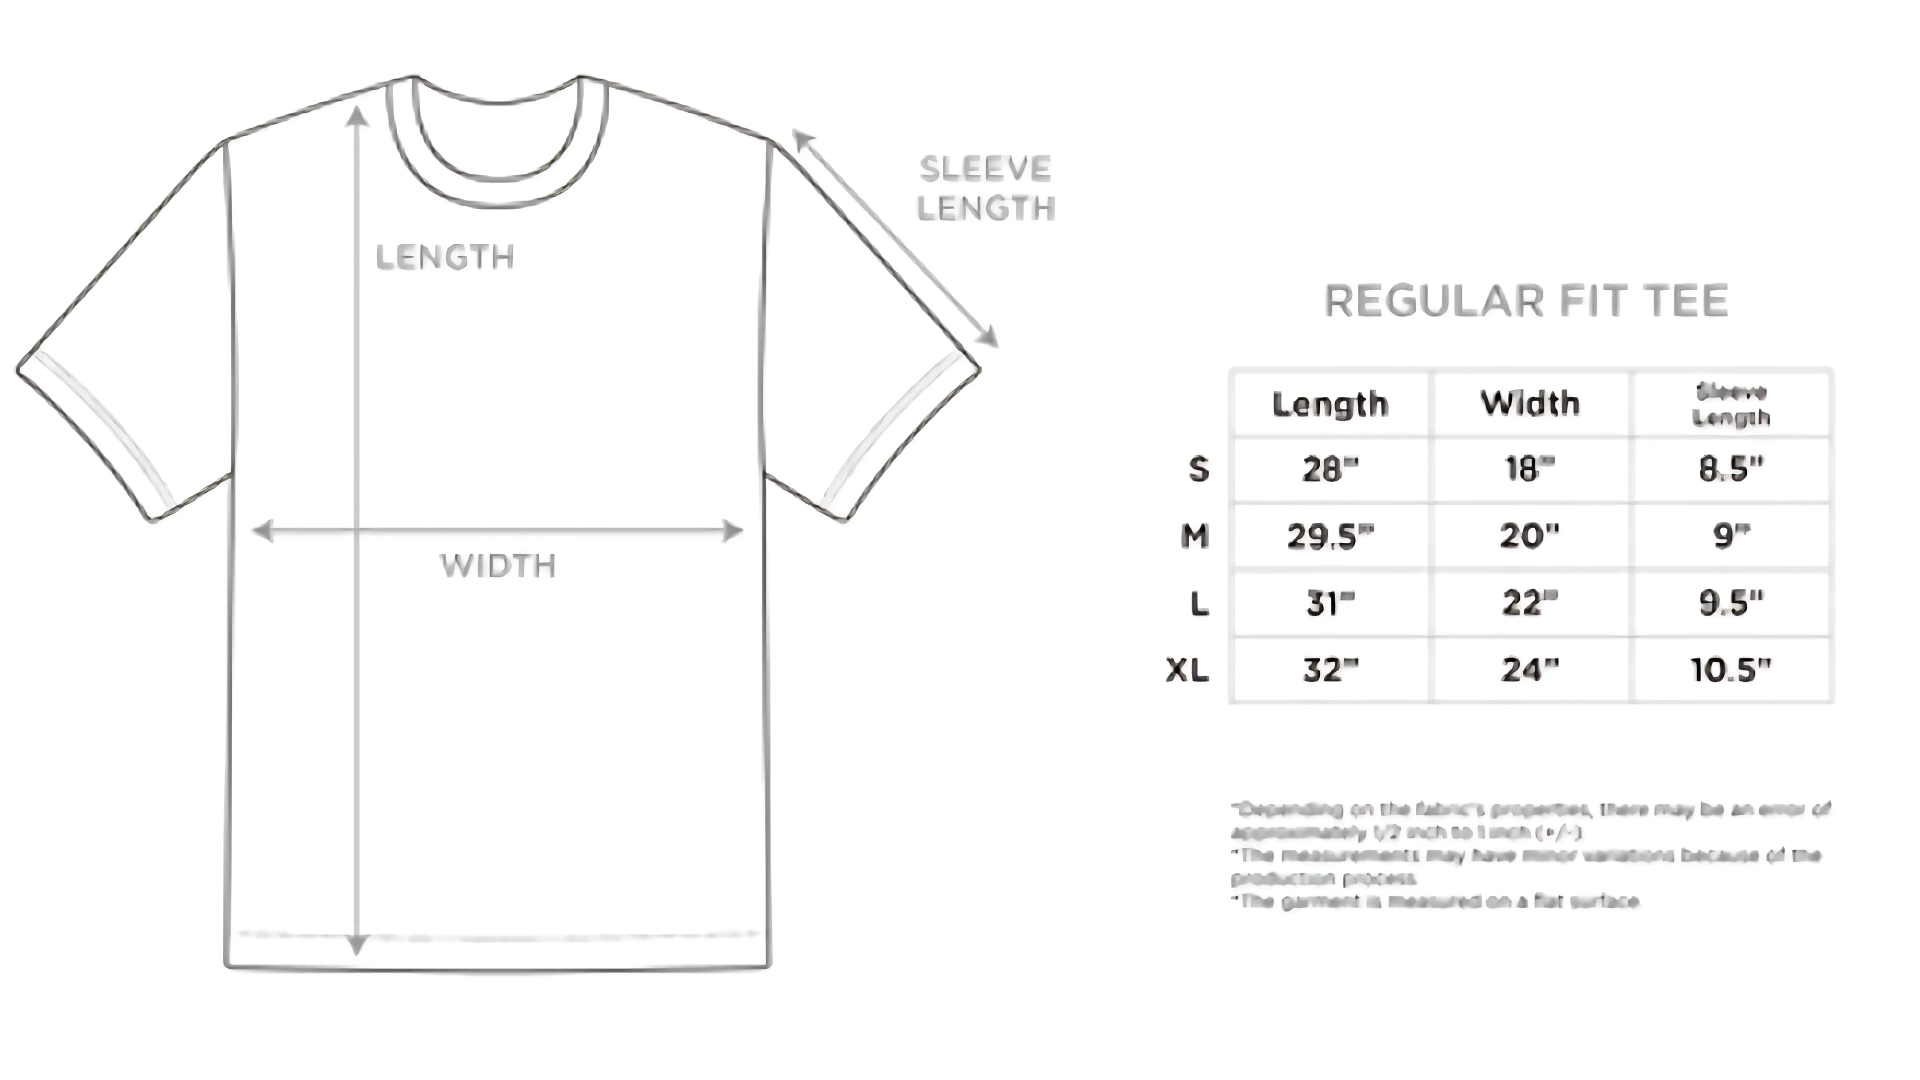 SLEEVE
LENGTH
LENGTH
WIDTH
REGULAR FIT TEE
Length Width Sleeve
Length
S 28" 18" 8.5"
M 29.5" 20" 9"
L 31" 22" 9.5"
XL 32" 24" 10.5"
*Depending on the fabric's properties, there may be an error of
approximately 1/2 inch to 1 inch (+/-)
*The measurements may have minor variations because of the
production process.
*The garment is measured on a flat surface.